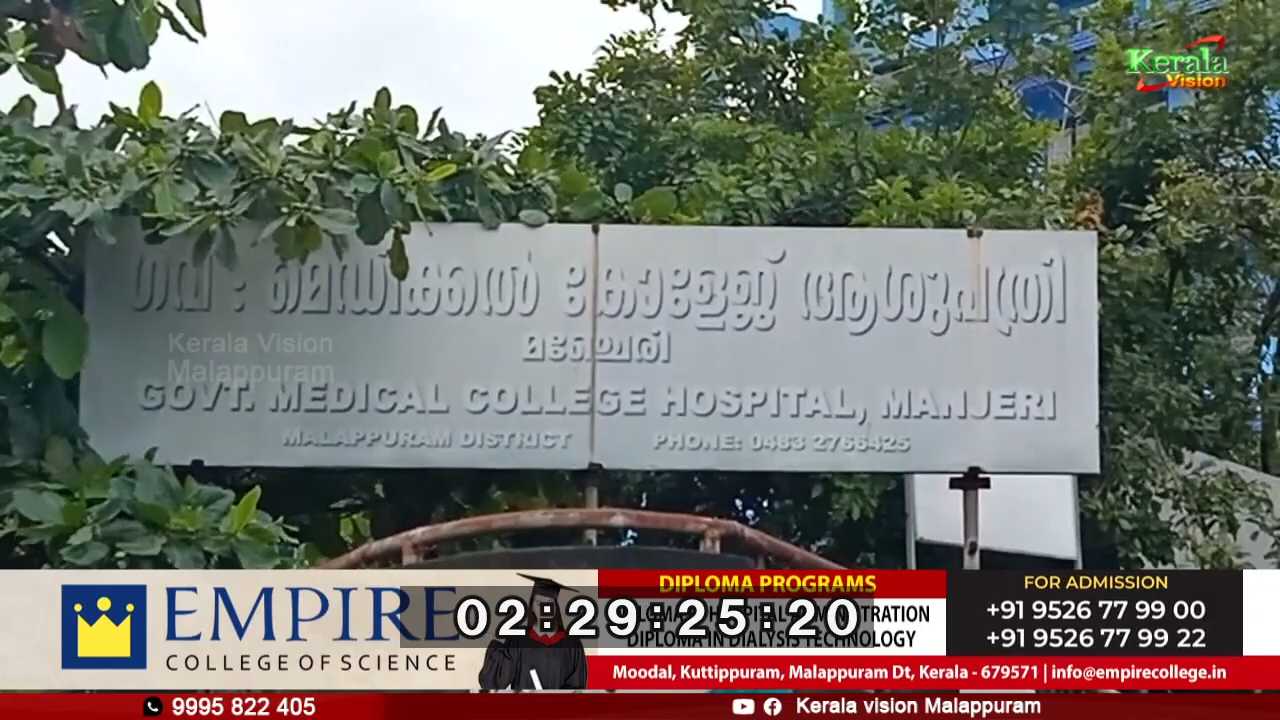 Kerala
Vision
ഗവ : മെഡിക്കൽ കോളേജ് ആശുപത്രി
മഞ്ചേരി
Kerala Vision
Malappuram
GOVT. MEDICAL COLLEGE HOSPITAL, MANJERI
MALAPPURAM DISTRICT PHONE: 0483 2766425
EMPIRE
COLLEGE OF SCIENCE
02:29:25:20
DIPLOMA PROGRAMS
DIPLOMA IN DIALYSIS TECHNOLOGY
Moodal, Kuttippuram, Malappuram Dt, Kerala - 679571 | info@empirecollege.in
FOR ADMISSION
+91 9526 77 99 00
+91 9526 77 99 22
9995 822 405
Kerala vision Malappuram